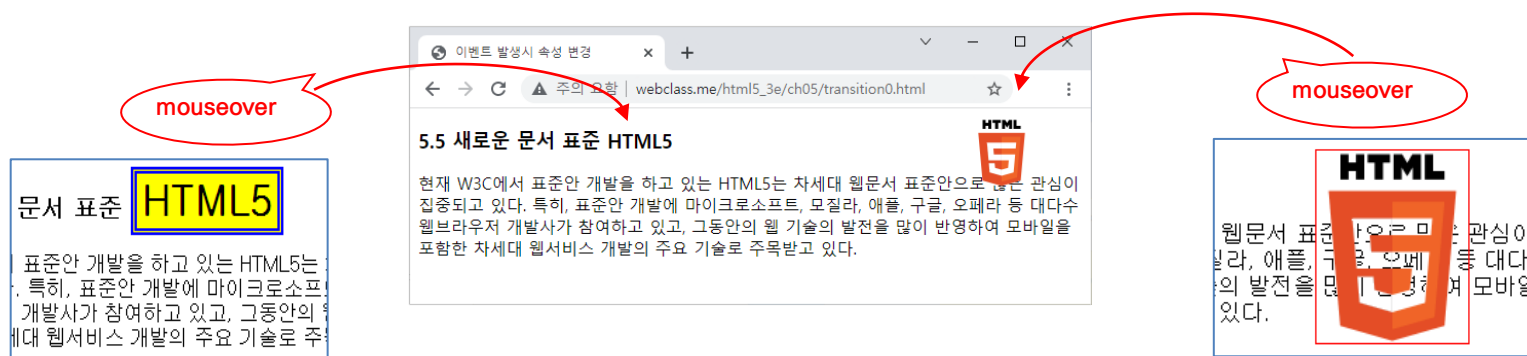 mouseover
문서 표준 HTML5
표준안 개발을 하고 있는 HTML5는
특히, 표준안 개발에 마이크로소프
개발사가 참여하고 있고, 그동안의
대 웹서비스 개발의 주요 기술로 주
이벤트 발생시 속성 변경
주의 요함 webclass.me/html5_3e/ch05/transition0.html
5.5 새로운 문서 표준 HTML5
HTML
5
현재 W3C에서 표준안 개발을 하고 있는 HTML5는 차세대 웹문서 표준안으로 많은 관심이
집중되고 있다. 특히, 표준안 개발에 마이크로소프트, 모질라, 애플, 구글, 오페라 등 대다수
웹브라우저 개발사가 참여하고 있고, 그동안의 웹 기술의 발전을 많이 반영하여 모바일을
포함한 차세대 웹서비스 개발의 주요 기술로 주목받고 있다.
mouseover
HTML
5
웹문서 표준안으로 관심이
질라, 애플, 구글, 오페 등 대다
의 발전을 여 모바일
있다.